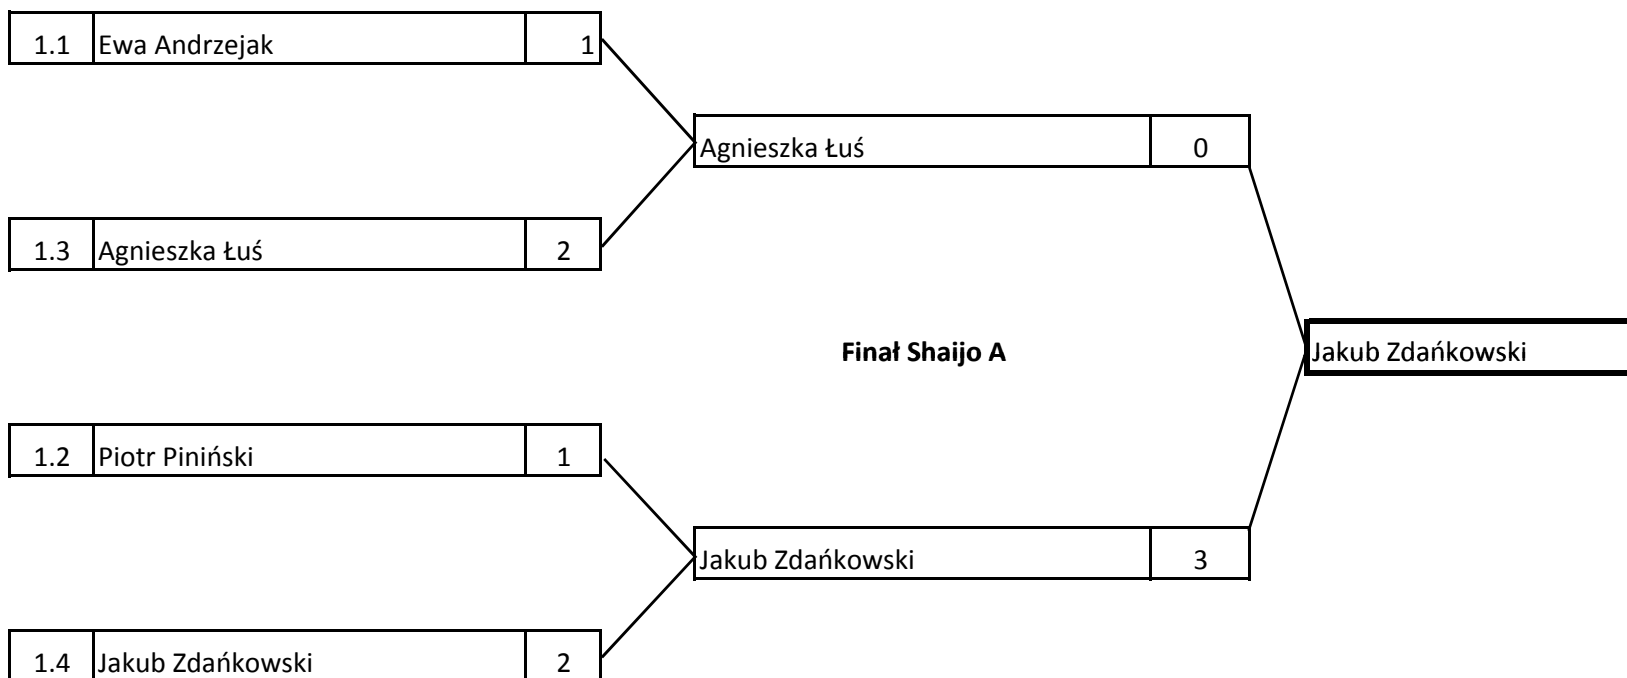 1.1 Ewa Andrzejak 1
Agnieszka Łuś 0
1.3 Agnieszka Łuś 2
Finał Shaijo A
Jakub Zdańkowski
1.2 Piotr Piniński 1
Jakub Zdańkowski 3
1.4 Jakub Zdańkowski 2